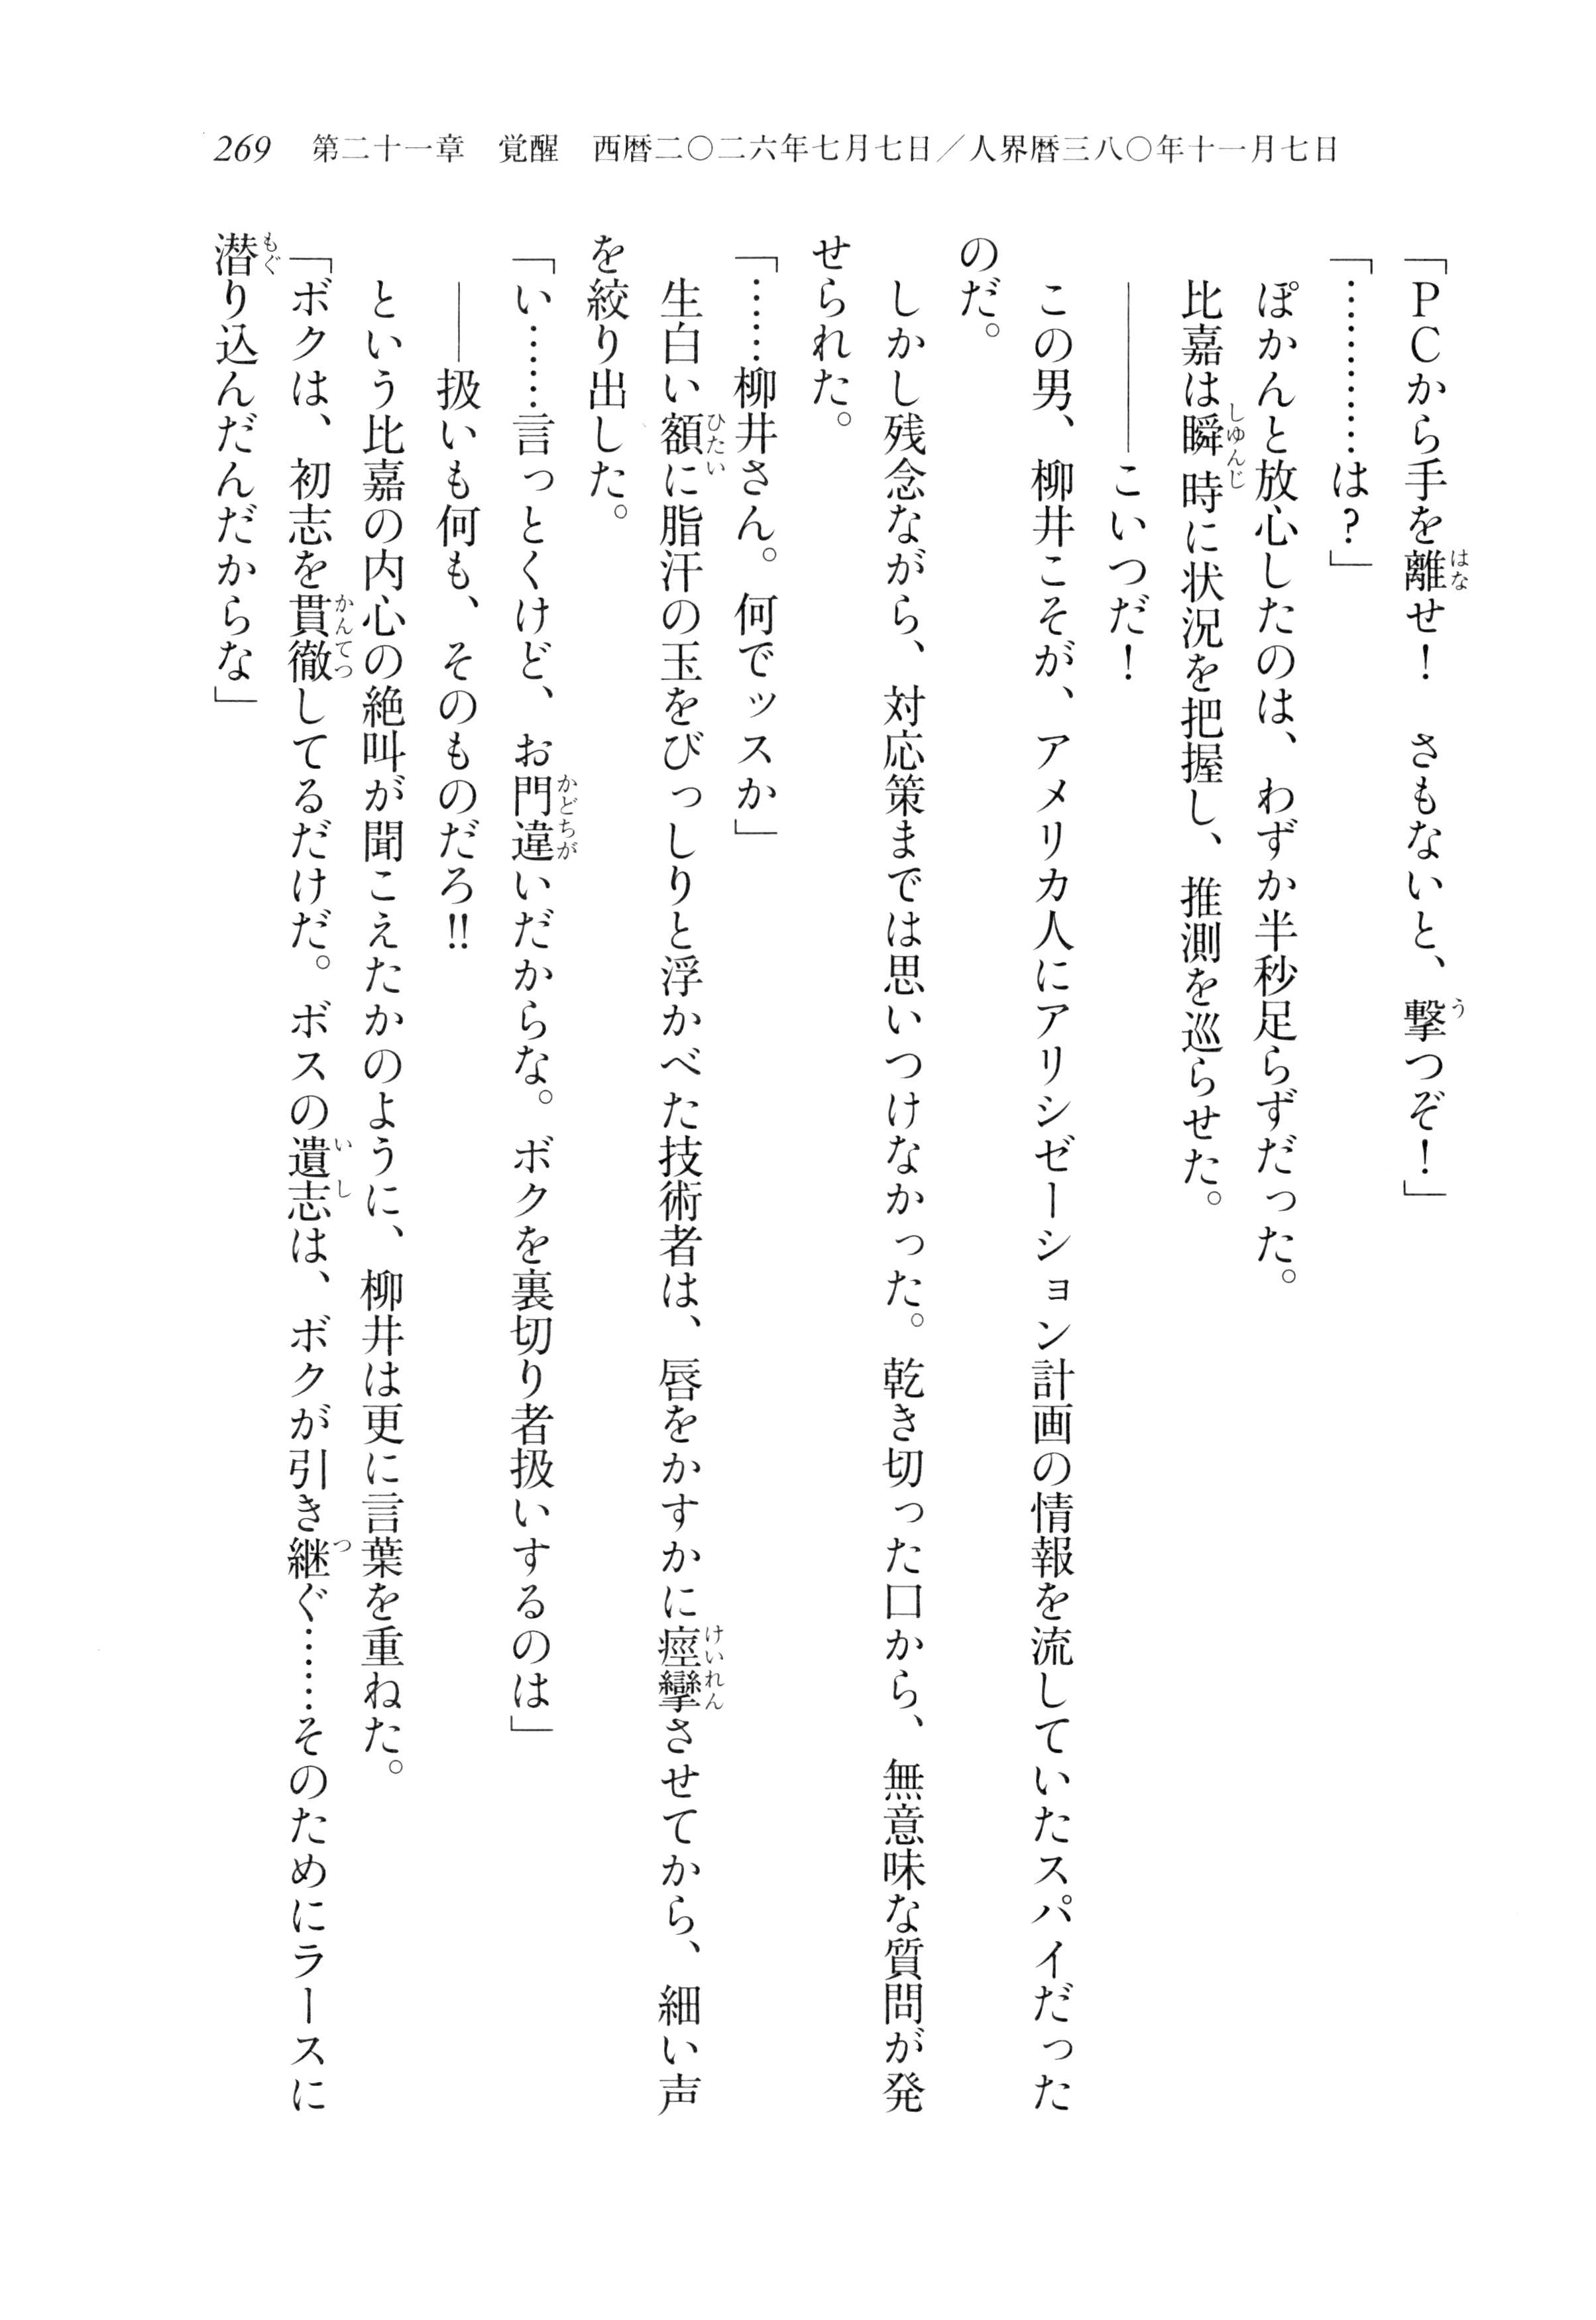 269　第二十一章　覚醒　西暦二〇二六年七月七日／人界暦三八〇年十一月七日
「ＰＣから手を離せ！　さもないと、撃つぞ！」
「…………は？」
　ぽかんと放心したのは、わずか半秒足らずだった。
　比嘉は瞬時に状況を把握し、推測を巡らせた。
　――――こいつだ！
　この男、柳井こそが、アメリカ人にアリシゼーション計画の情報を流していたスパイだった
のだ。
　しかし残念ながら、対応策までは思いつけなかった。乾き切った口から、無意味な質問が発
せられた。
「……柳井さん。何でッスか」
　生白い額に脂汗の玉をびっしりと浮かべた技術者は、唇をかすかに痙攣させてから、細い声
を絞り出した。
「い……言っとくけど、お門違いだからな。ボクを裏切り者扱いするのは」
　――扱いも何も、そのものだろ!!
　という比嘉の内心の絶叫が聞こえたかのように、柳井は更に言葉を重ねた。
「ボクは、初志を貫徹してるだけだ。ボスの遺志は、ボクが引き継ぐ……そのためにラースに
潜り込んだんだからな」